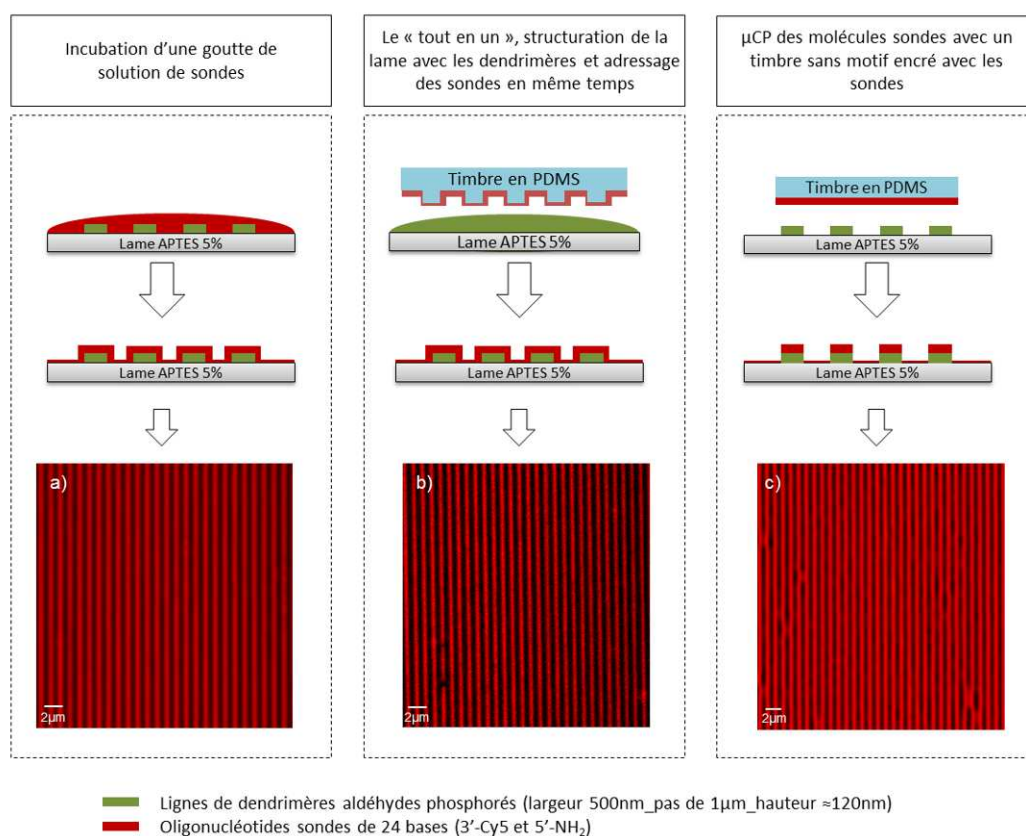 Incubation d'une goutte de
solution de sondes
Le « tout en un », structuration de la
lame avec les dendrimères et adressage
des sondes en même temps
µCP des molécules sondes avec un
timbre sans motif encré avec les
sondes
Timbre en PDMS
Timbre en PDMS
Lame APTES 5%
Lame APTES 5%
Lame APTES 5%
Lame APTES 5%
Lame APTES 5%
Lame APTES 5%
a)
b)
c)
2µm
2µm
2µm
Lignes de dendrimères aldéhydes phosphorés (largeur 500nm_pas de 1µm_hauteur ≈120nm)
Oligonucléotides sondes de 24 bases (3'-Cy5 et 5'-NH₂)